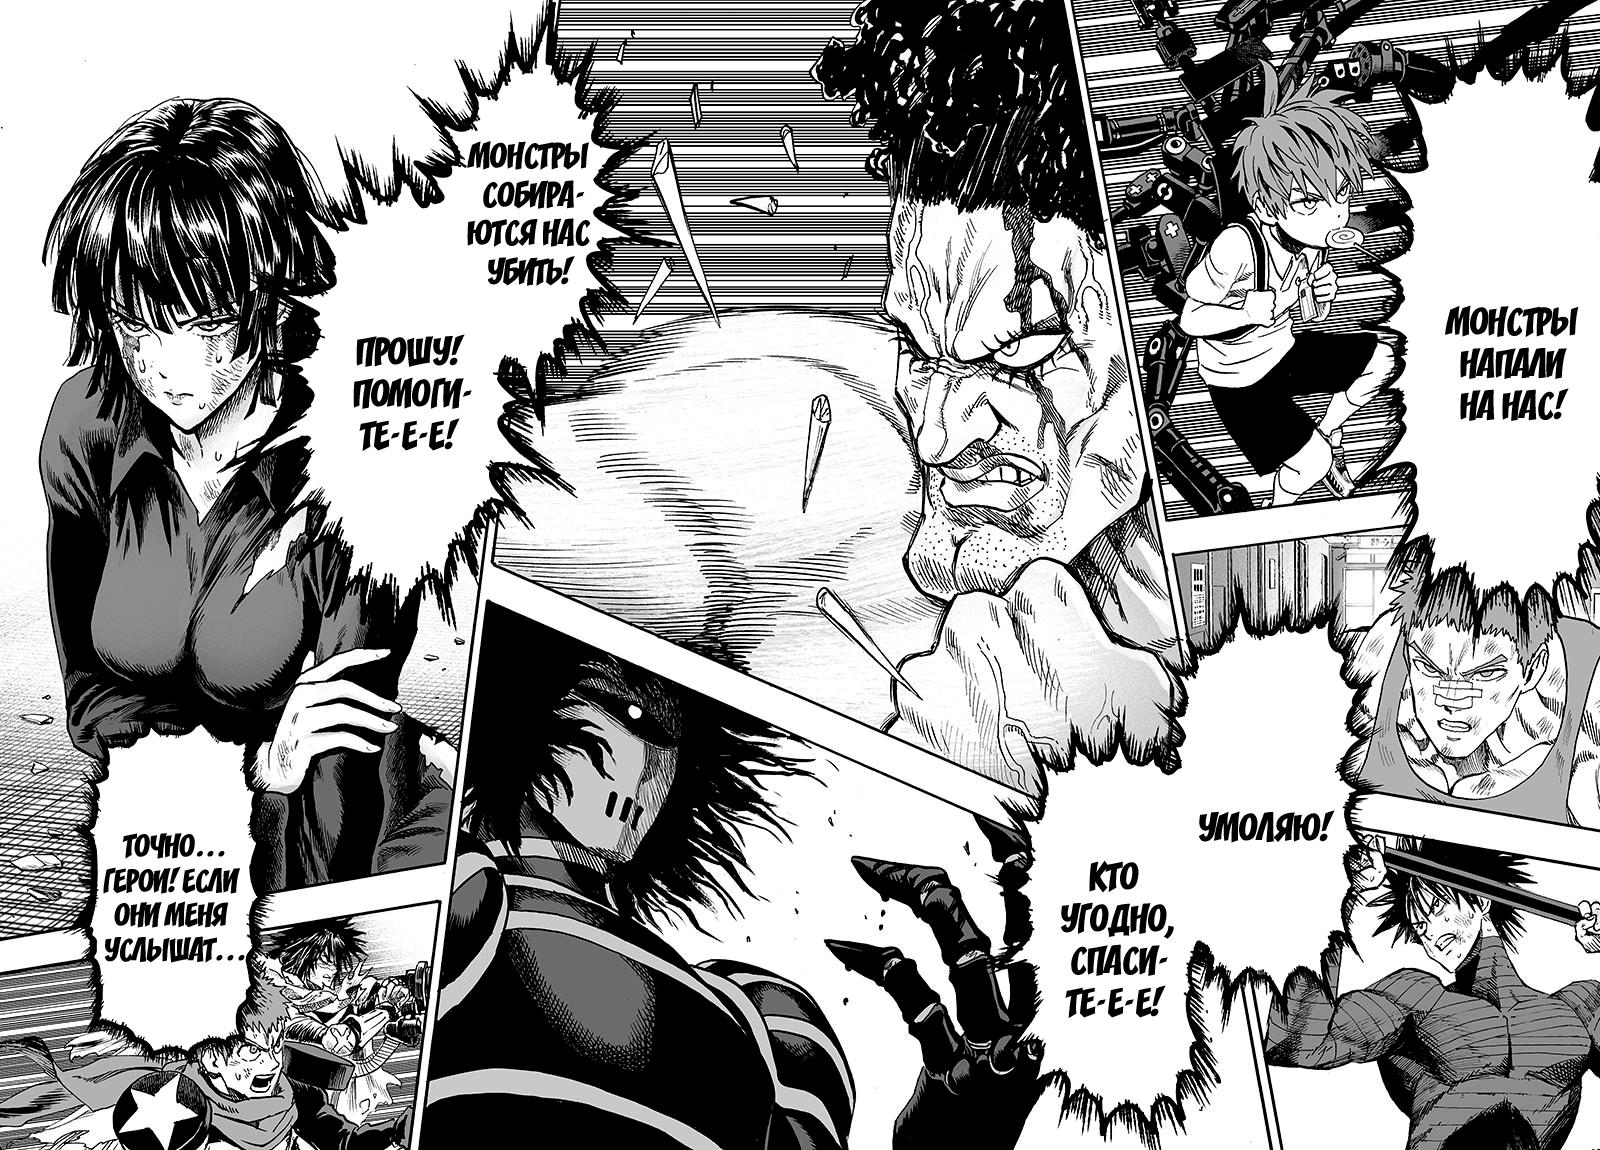 МОНСТРЫ
НАПАЛИ
НА НАС!
УМОЛЯЮ!
КТО
УГОДНО,
СПАСИ-
ТЕ-Е-Е!
МОНСТРЫ
СОБИРА-
ЮТСЯ НАС
УБИТЬ!
ПРОШУ!
ПОМОГИ-
ТЕ-Е-Е!
ТОЧНО...
ГЕРОИ! ЕСЛИ
ОНИ МЕНЯ
УСЛЫШАТ...